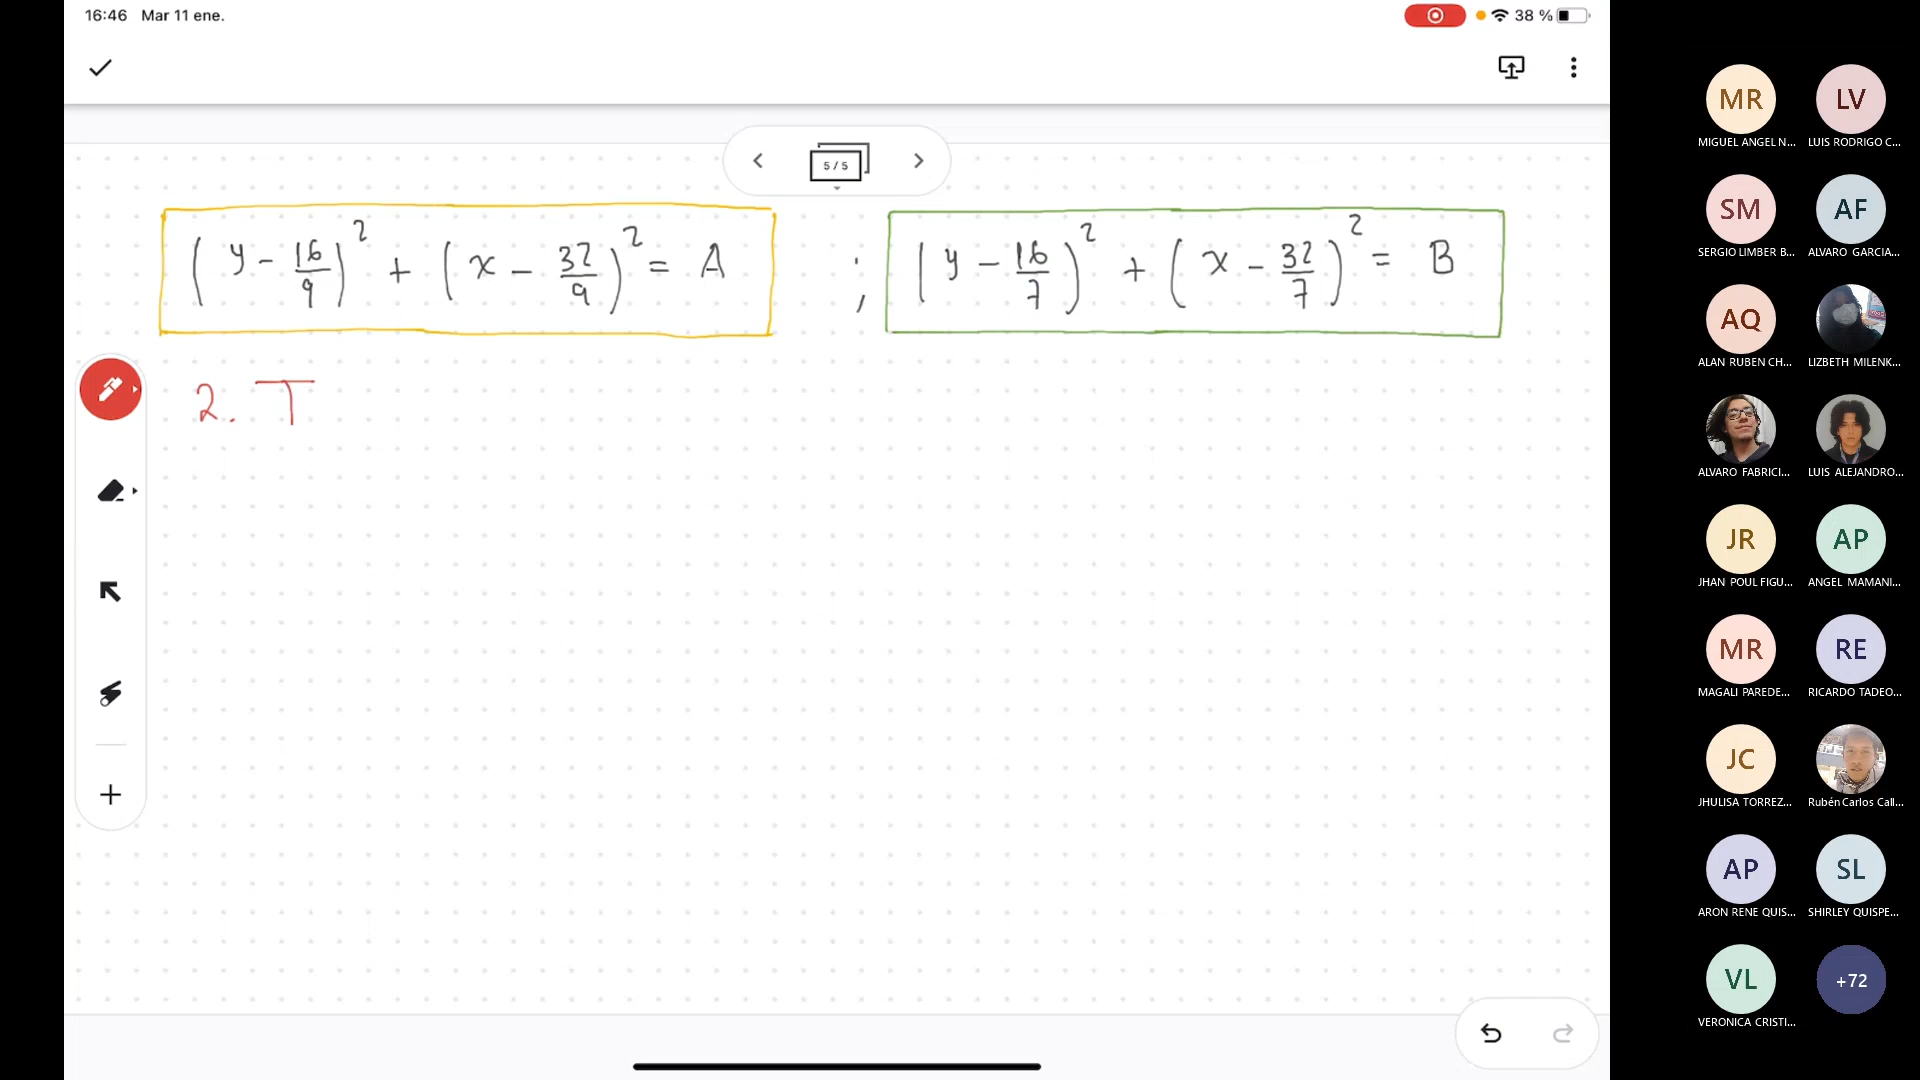 16:46 Mar 11 ene. 38 %
5 / 5
(y - 16/9)² + (x - 32/9)² = A ; (y - 16/7)² + (x - 32/7)² = B
2. T
MR LV
MIGUEL ANGEL N... LUIS RODRIGO C...
SM AF
SERGIO LIMBER B... ALVARO GARCIA...
AQ
ALAN RUBEN CH... LIZBETH MILENK...
ALVARO FABRICI... LUIS ALEJANDRO...
JR AP
JHAN POUL FIGU... ANGEL MAMANI...
MR RE
MAGALI PAREDE... RICARDO TADEO...
JC
JHULISA TORREZ... Rubén Carlos Call...
AP SL
ARON RENE QUIS... SHIRLEY QUISPE...
VL +72
VERONICA CRISTI...